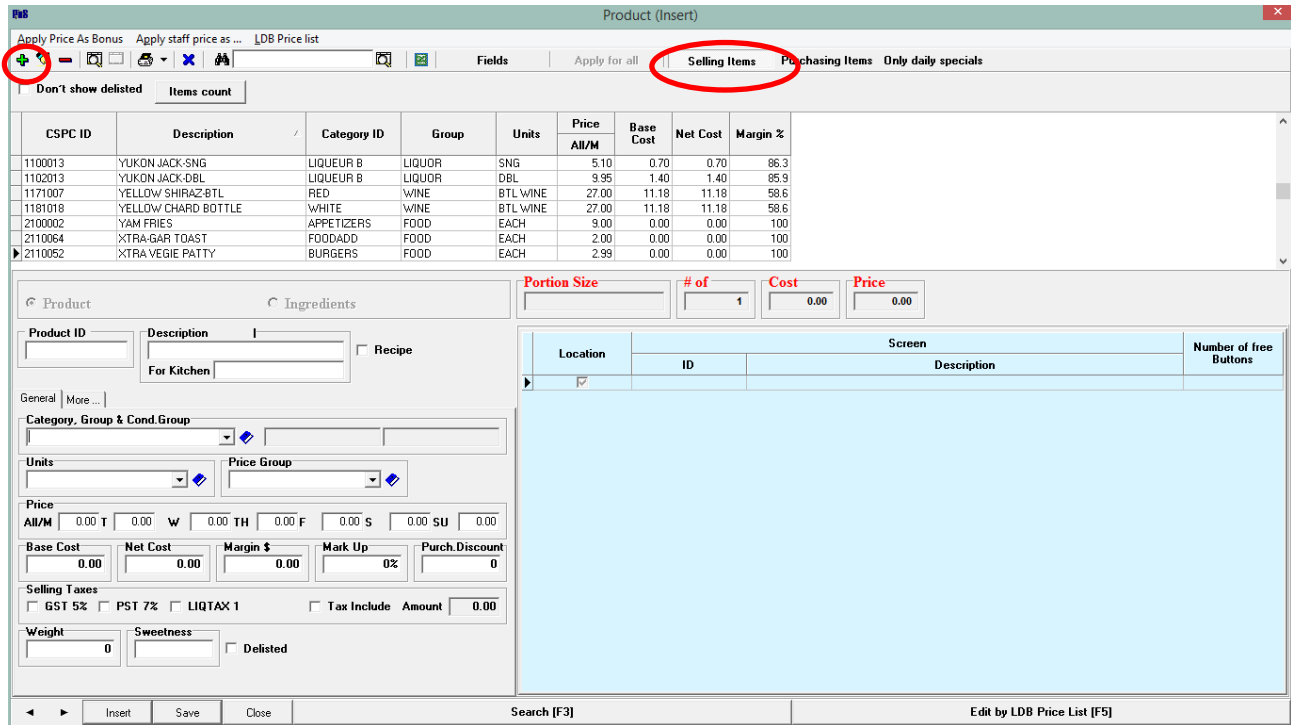 PuB Product (Insert) ✕
Apply Price As Bonus Apply staff price as ... LDB Price list
Fields Apply for all Selling Items Purchasing Items Only daily specials
Don't show delisted Items count
CSPC ID Description Category ID Group Units Price All/M Base Cost Net Cost Margin %
1100013 YUKON JACK-SNG LIQUEUR B LIQUOR SNG 5.10 0.70 0.70 86.3
1102013 YUKON JACK-DBL LIQUEUR B LIQUOR DBL 9.95 1.40 1.40 85.9
1171007 YELLOW SHIRAZ-BTL RED WINE BTL WINE 27.00 11.18 11.18 58.6
1181018 YELLOW CHARD BOTTLE WHITE WINE BTL WINE 27.00 11.18 11.18 58.6
2100002 YAM FRIES APPETIZERS FOOD EACH 9.00 0.00 0.00 100
2110064 XTRA-GAR TOAST FOODADD FOOD EACH 2.00 0.00 0.00 100
2110052 XTRA VEGIE PATTY BURGERS FOOD EACH 2.99 0.00 0.00 100
Portion Size # of Cost Price
Product Ingredients 1 0.00 0.00
Product ID Description Recipe
For Kitchen
Location Screen Number of free Buttons
ID Description
General More ...
Category, Group & Cond.Group
Units Price Group
Price
All/M 0.00 T 0.00 W 0.00 TH 0.00 F 0.00 S 0.00 SU 0.00
Base Cost Net Cost Margin $ Mark Up Purch.Discount
0.00 0.00 0.00 0% 0
Selling Taxes
GST 5% PST 7% LIQTAX 1 Tax Include Amount 0.00
Weight Sweetness
0 Delisted
Insert Save Close Search [F3] Edit by LDB Price List [F5]